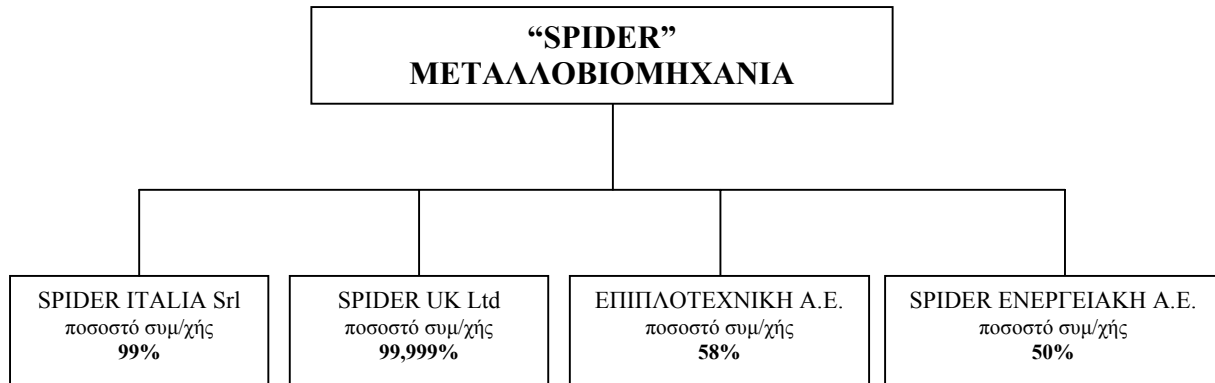 “SPIDER”
ΜΕΤΑΛΛΟΒΙΟΜΗΧΑΝΙΑ
SPIDER ITALIA Srl
ποσοστό συμ/χής
99%
SPIDER UK Ltd
ποσοστό συμ/χής
99,999%
ΕΠΙΠΛΟΤΕΧΝΙΚΗ Α.Ε.
ποσοστό συμ/χής
58%
SPIDER ΕΝΕΡΓΕΙΑΚΗ Α.Ε.
ποσοστό συμ/χής
50%